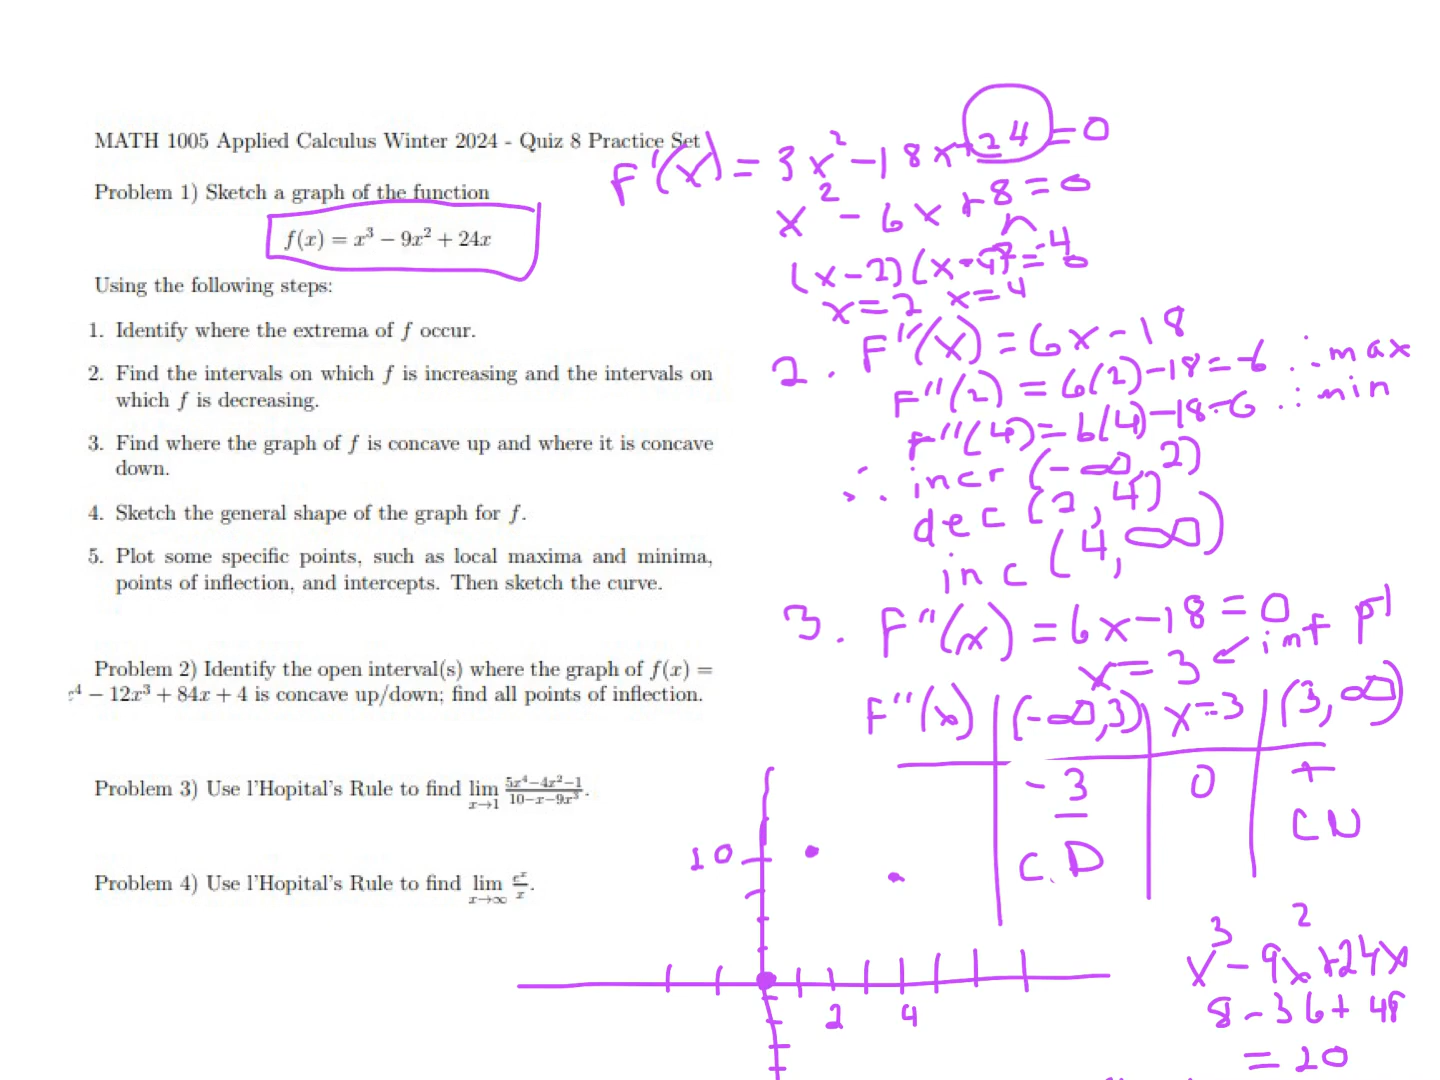 MATH 1005 Applied Calculus Winter 2024 - Quiz 8 Practice Set
Problem 1) Sketch a graph of the function
f(x) = x³ − 9x² + 24x
Using the following steps:
1. Identify where the extrema of f occur.
2. Find the intervals on which f is increasing and the intervals on
which f is decreasing.
3. Find where the graph of f is concave up and where it is concave
down.
4. Sketch the general shape of the graph for f.
5. Plot some specific points, such as local maxima and minima,
points of inflection, and intercepts. Then sketch the curve.
Problem 2) Identify the open interval(s) where the graph of f(x) =
⁴ − 12x³ + 84x + 4 is concave up/down; find all points of inflection.
Problem 3) Use l'Hopital's Rule to find lim x→1 (5x⁴−4x²−1)/(10−x−9x³).
Problem 4) Use l'Hopital's Rule to find lim x→∞ eˣ/x.
F'(x) = 3x² − 18x + 24 = 0
x² − 6x + 8 = 0
(x−2)(x−4) =
x=2 x=4
2. F''(x) = 6x − 18
F''(2) = 6(2) − 18 = −6 ∴ max
F''(4) = 6(4) − 18 = 6 ∴ min
∴ incr (−∞, 2)
dec (2, 4)
inc (4, ∞)
3. F''(x) = 6x − 18 = 0
x = 3 ← inf pt
F''(x) (−∞,3) x=3 (3,∞)
−3 0 +
C.D CU
10
2 4
x³ − 9x² + 24x
8 − 36 + 48
= 20